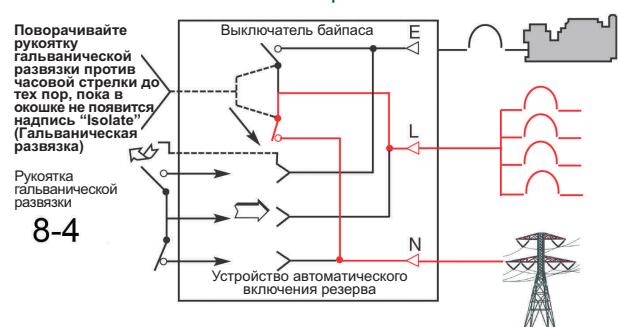 Поворачивайте
рукоятку
гальванической
развязки против
часовой стрелки до
тех пор, пока в
окошке не появится
надпись “Isolate”
(Гальваническая
развязка)
Рукоятка
гальванической
развязки
8-4
Выключатель байпаса
E
L
N
Устройство автоматического
включения резерва